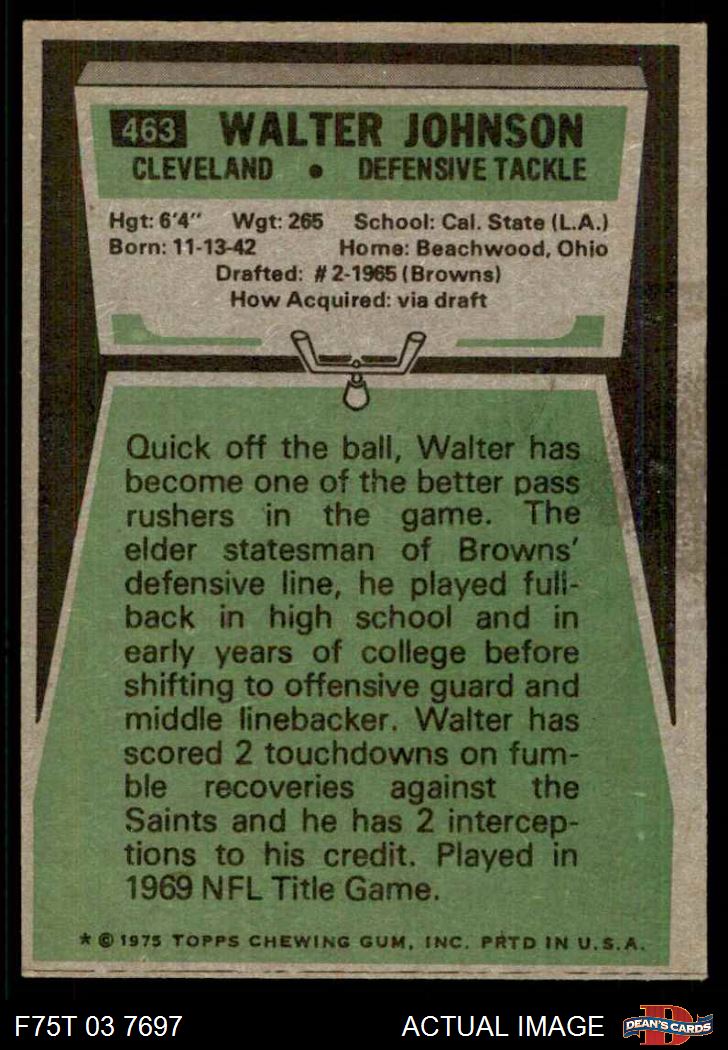 463 WALTER JOHNSON
CLEVELAND • DEFENSIVE TACKLE
Hgt: 6'4" Wgt: 265 School: Cal. State (L.A.)
Born: 11-13-42 Home: Beachwood, Ohio
Drafted: #2-1965 (Browns)
How Acquired: via draft
Quick off the ball, Walter has
become one of the better pass
rushers in the game. The
elder statesman of Browns'
defensive line, he played full-
back in high school and in
early years of college before
shifting to offensive guard and
middle linebacker. Walter has
scored 2 touchdowns on fum-
ble recoveries against the
Saints and he has 2 intercep-
tions to his credit. Played in
1969 NFL Title Game.
* © 1975 TOPPS CHEWING GUM, INC. PRTD IN U.S.A.
F75T 03 7697 ACTUAL IMAGE D DEAN'S CARDS